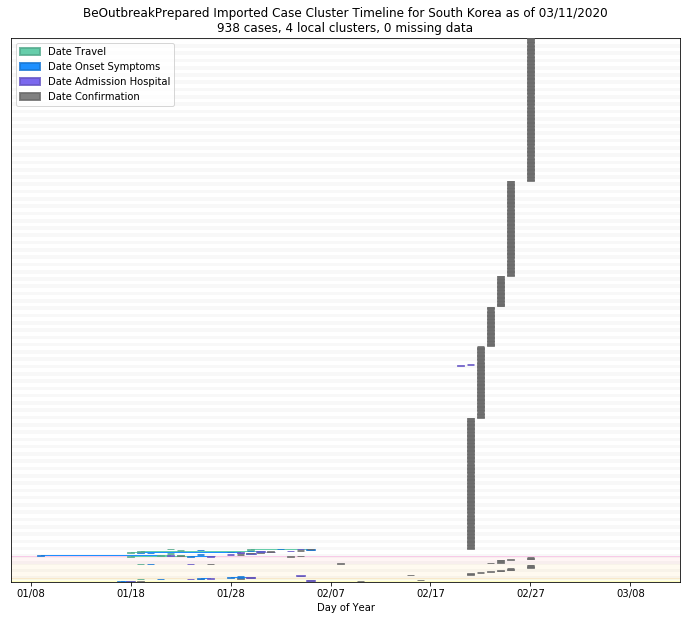 BeOutbreakPrepared Imported Case Cluster Timeline for South Korea as of 03/11/2020
938 cases, 4 local clusters, 0 missing data
Date Travel
Date Onset Symptoms
Date Admission Hospital
Date Confirmation
01/08 01/18 01/28 02/07 02/17 02/27 03/08
Day of Year